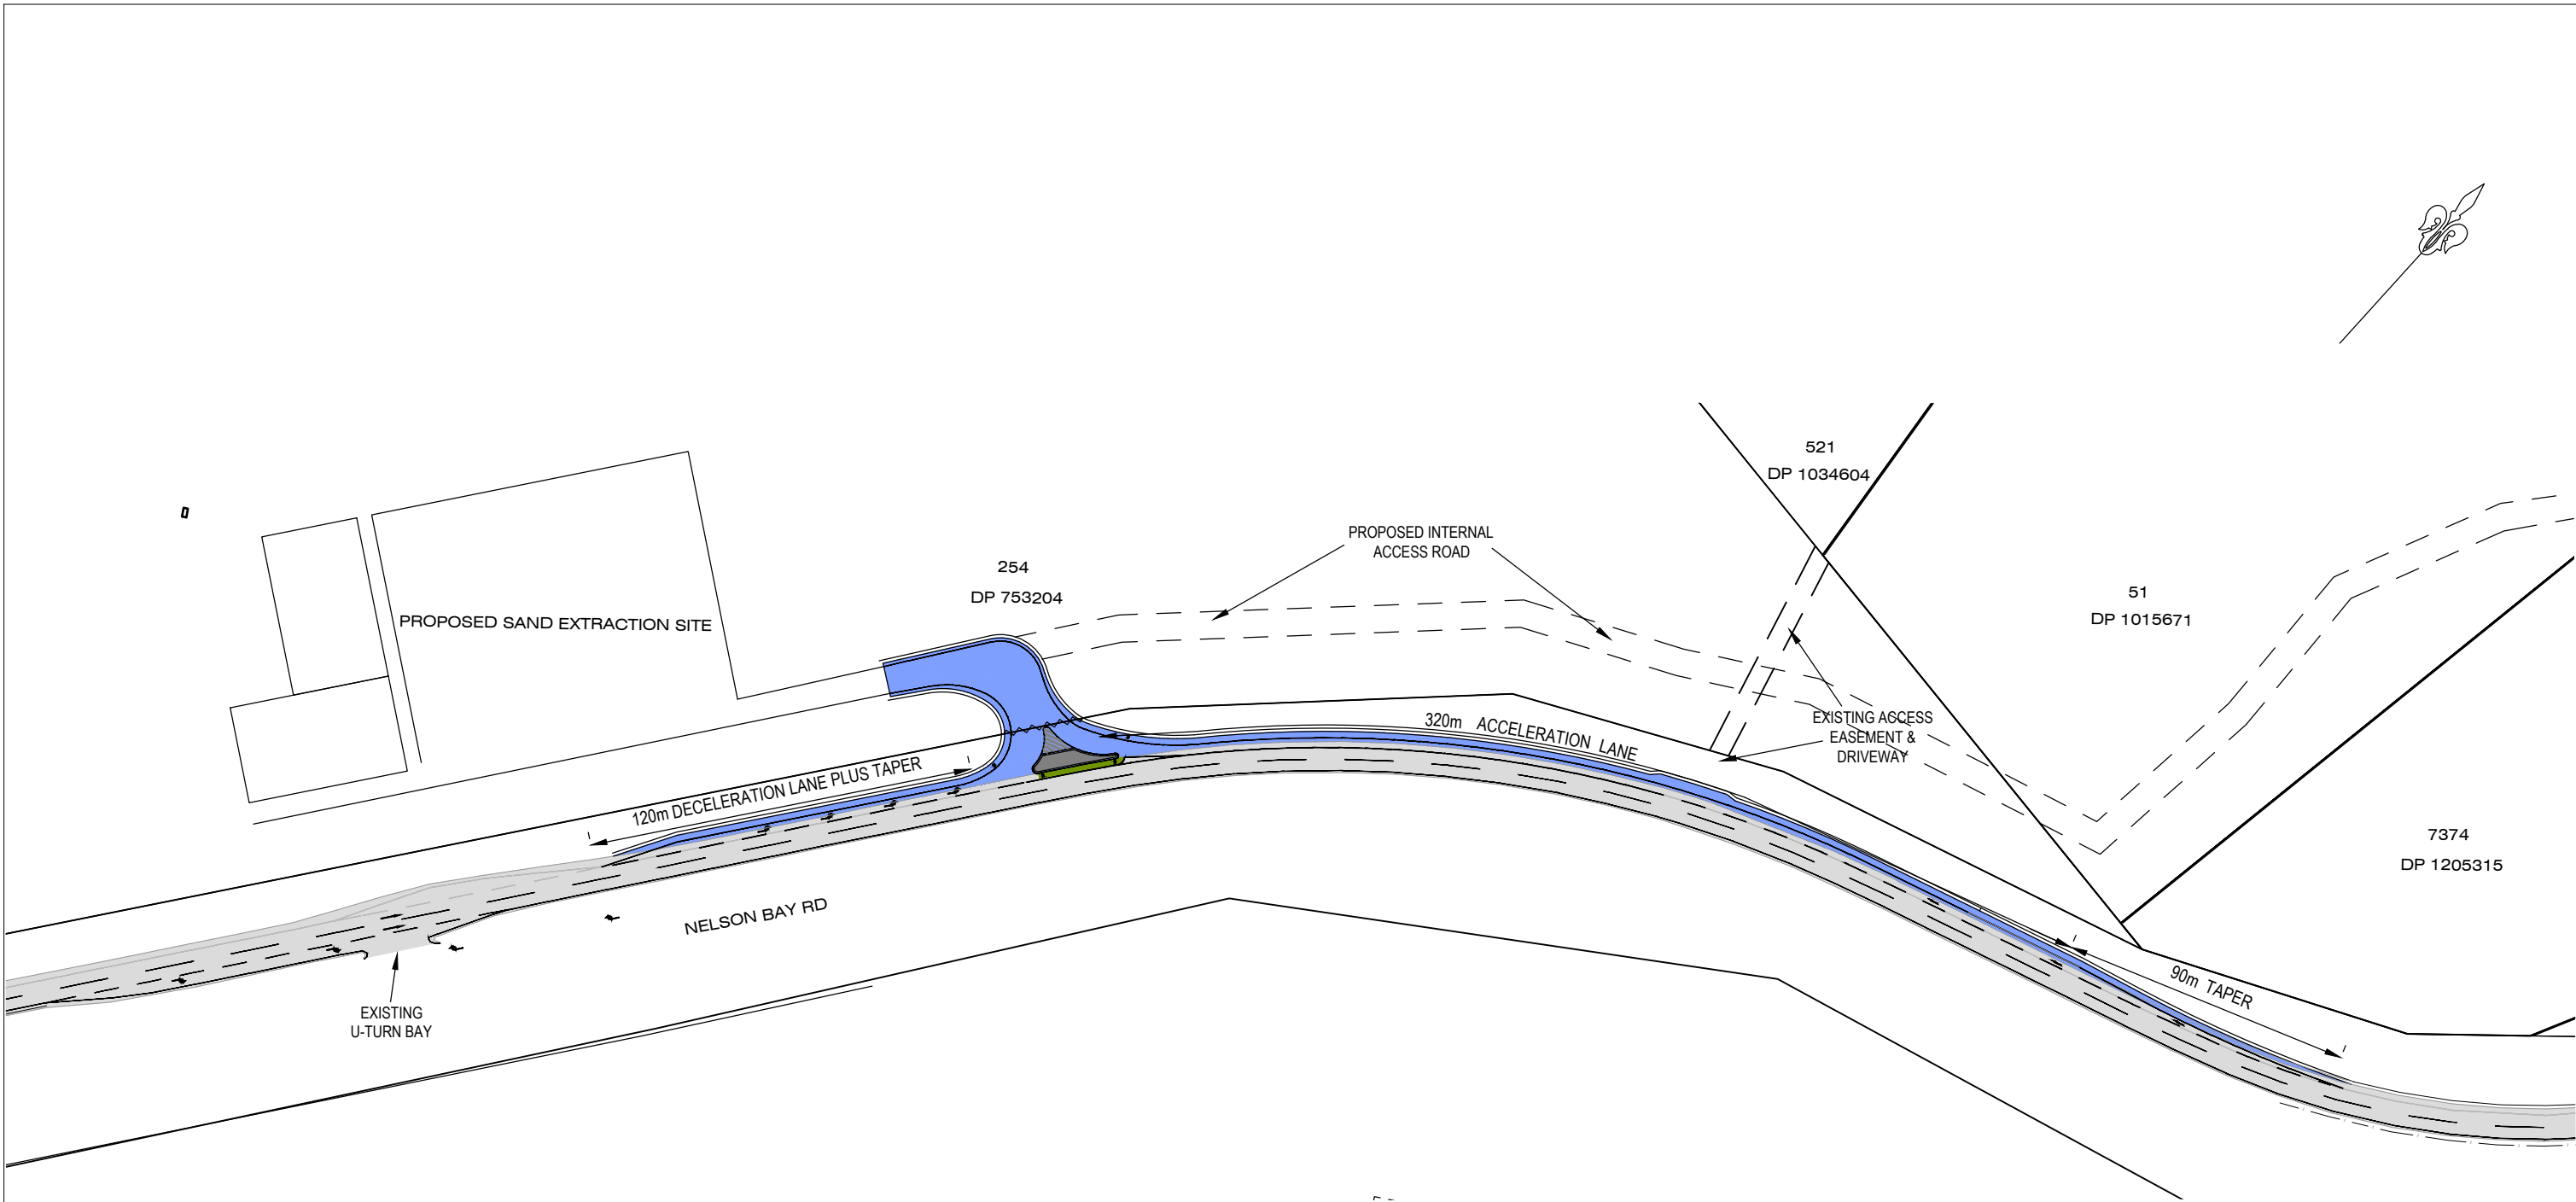 521
DP 1034604
PROPOSED INTERNAL
ACCESS ROAD
254
DP 753204
51
DP 1015671
PROPOSED SAND EXTRACTION SITE
320m ACCELERATION LANE
EXISTING ACCESS
EASEMENT &
DRIVEWAY
120m DECELERATION LANE PLUS TAPER
7374
DP 1205315
NELSON BAY RD
90m TAPER
EXISTING
U-TURN BAY